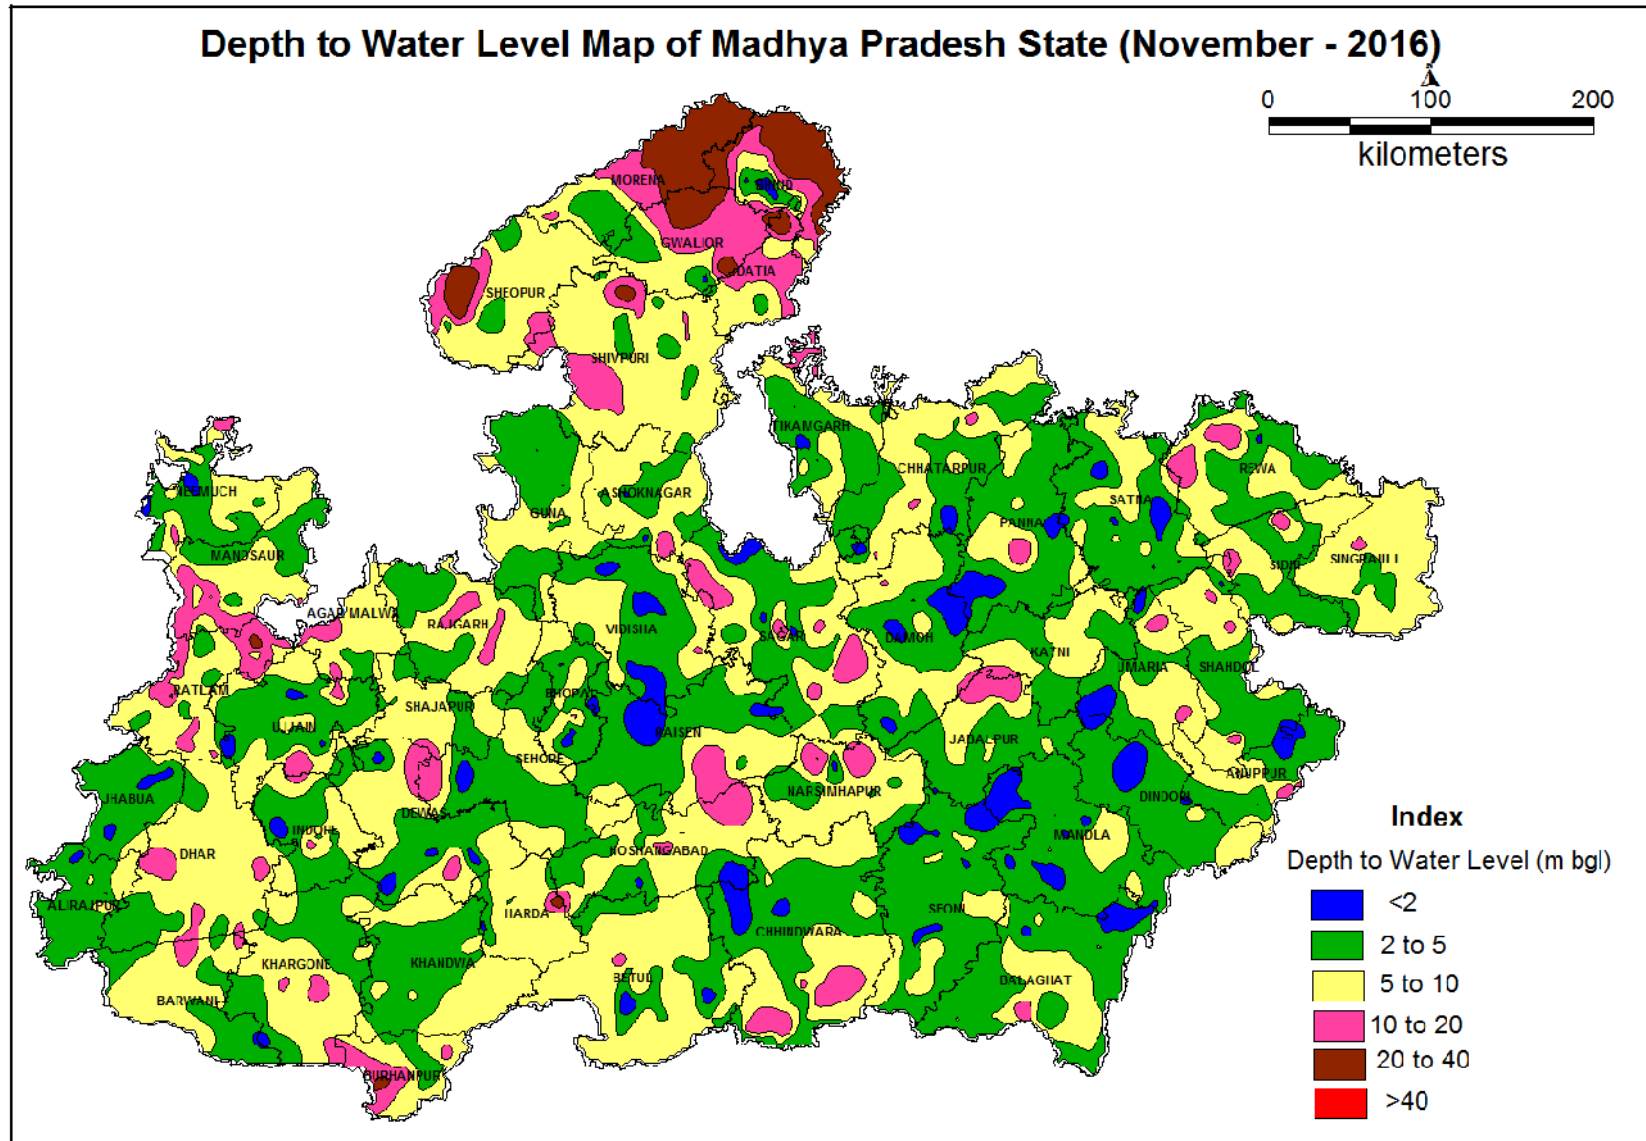 Depth to Water Level Map of Madhya Pradesh State (November - 2016)
N
0 100 200
kilometers
MORENA
BHIND
GWALIOR
DATIA
SHEOPUR
SHIVPURI
TIKAMGARH
CHHATARPUR
REWA
NEEMUCH
ASHOKNAGAR
SATNA
GUNA
PANNA
MANDSAUR
SIDHI
SINGRAULI
AGAR MALWA
RAJGARH
VIDISHA
SAGAR
DAMOH
KATNI
UMARIA
SHAHDOL
RATLAM
BHOPAL
SHAJAPUR
UJJAIN
RAISEN
JABALPUR
SEHORE
ANUPPUR
JHABUA
NARSIMHAPUR
DINDORI
DEWAS
INDORE
MANDLA
DHAR
HOSHANGABAD
ALIRAJPUR
HARDA
SEONI
CHHINDWARA
KHARGONE
KHANDWA
BETUL
BALAGHAT
BARWANI
BURHANPUR
Index
Depth to Water Level (m bgl)
<2
2 to 5
5 to 10
10 to 20
20 to 40
>40